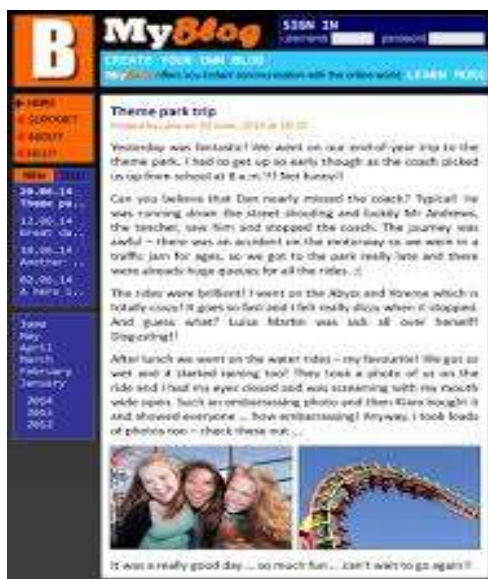 B
MyBlog
SIGN IN
username password
CREATE YOUR OWN BLOG
MyBlog offers you instant communication with the online world. LEARN MORE
HOME
SUPPORT
ABOUT
HELP
New
20.06.14
Theme pa..
12.06.14
Great da..
10.06.14
Another ..
02.06.14
A hero i..
June
May
April
March
February
January
2014
2013
2012
Theme park trip
Yesterday was fantastic! We went on our end-of-year trip to the
theme park. I had to get up so early though as the coach picked
us up from school at 6 a.m.!!! Not funny!!
Can you believe that Dan nearly missed the coach? Typical! He
was running down the street shouting and luckily Mr Andrews,
the teacher, saw him and stopped the coach. The journey was
awful – there was an accident on the motorway so we were in a
traffic jam for ages, so we got to the park really late and there
were already huge queues for all the rides. :(
The rides were brilliant! I went on the Abyss and Xtreme which is
totally crazy! It goes so fast and I felt really dizzy when it stopped.
And guess what? Luisa Martin was sick all over herself!
Disgusting!!
After lunch we went on the water rides – my favourite! We got so
wet and it started raining too! They took a photo of us on the
ride and I had my eyes closed and was screaming with my mouth
wide open. Such an embarrassing photo and then Klara bought it
and showed everyone ... how embarrassing! Anyway, I took loads
of photos too – check these out ...
It was a really good day ... so much fun ... can't wait to go again!!